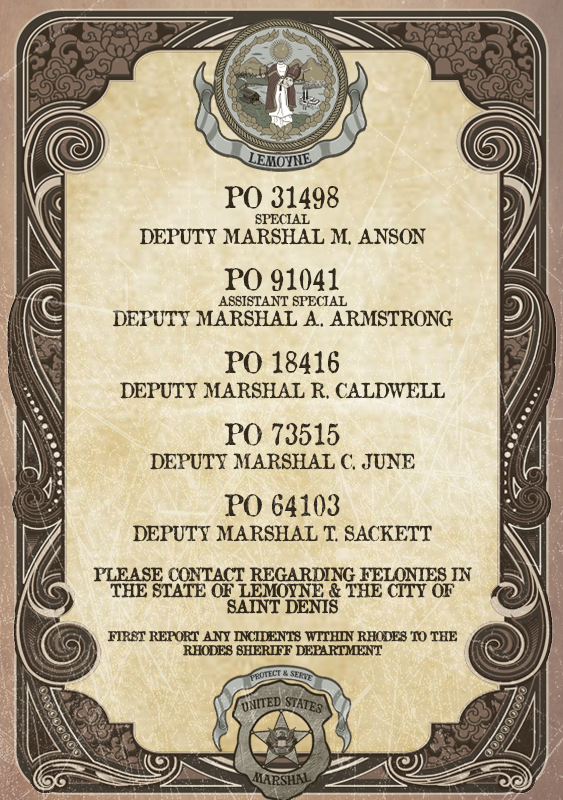 LEMOYNE
PO 31498
SPECIAL
DEPUTY MARSHAL M. ANSON
PO 91041
ASSISTANT SPECIAL
DEPUTY MARSHAL A. ARMSTRONG
PO 18416
DEPUTY MARSHAL R. CALDWELL
PO 73515
DEPUTY MARSHAL C. JUNE
PO 64103
DEPUTY MARSHAL T. SACKETT
PLEASE CONTACT REGARDING FELONIES IN
THE STATE OF LEMOYNE & THE CITY OF
SAINT DENIS
FIRST REPORT ANY INCIDENTS WITHIN RHODES TO THE
RHODES SHERIFF DEPARTMENT
PROTECT & SERVE
UNITED STATES
MARSHAL